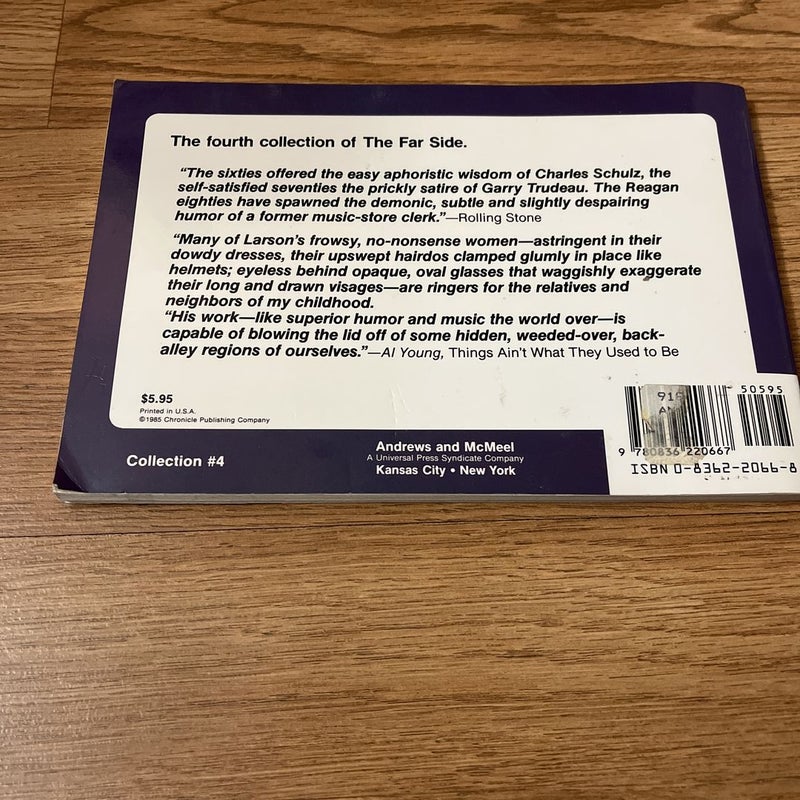 The fourth collection of The Far Side.
"The sixties offered the easy aphoristic wisdom of Charles Schulz, the
self-satisfied seventies the prickly satire of Garry Trudeau. The Reagan
eighties have spawned the demonic, subtle and slightly despairing
humor of a former music-store clerk."—Rolling Stone
"Many of Larson's frowsy, no-nonsense women—astringent in their
dowdy dresses, their upswept hairdos clamped glumly in place like
helmets; eyeless behind opaque, oval glasses that waggishly exaggerate
their long and drawn visages—are ringers for the relatives and
neighbors of my childhood.
"His work—like superior humor and music the world over—is
capable of blowing the lid off of some hidden, weeded-over, back-
alley regions of ourselves."—Al Young, Things Ain't What They Used to Be
$5.95
Printed in U.S.A.
©1985 Chronicle Publishing Company
Collection #4
Andrews and McMeel
A Universal Press Syndicate Company
Kansas City • New York
50595
9 780836 220667
ISBN 0-8362-2066-8